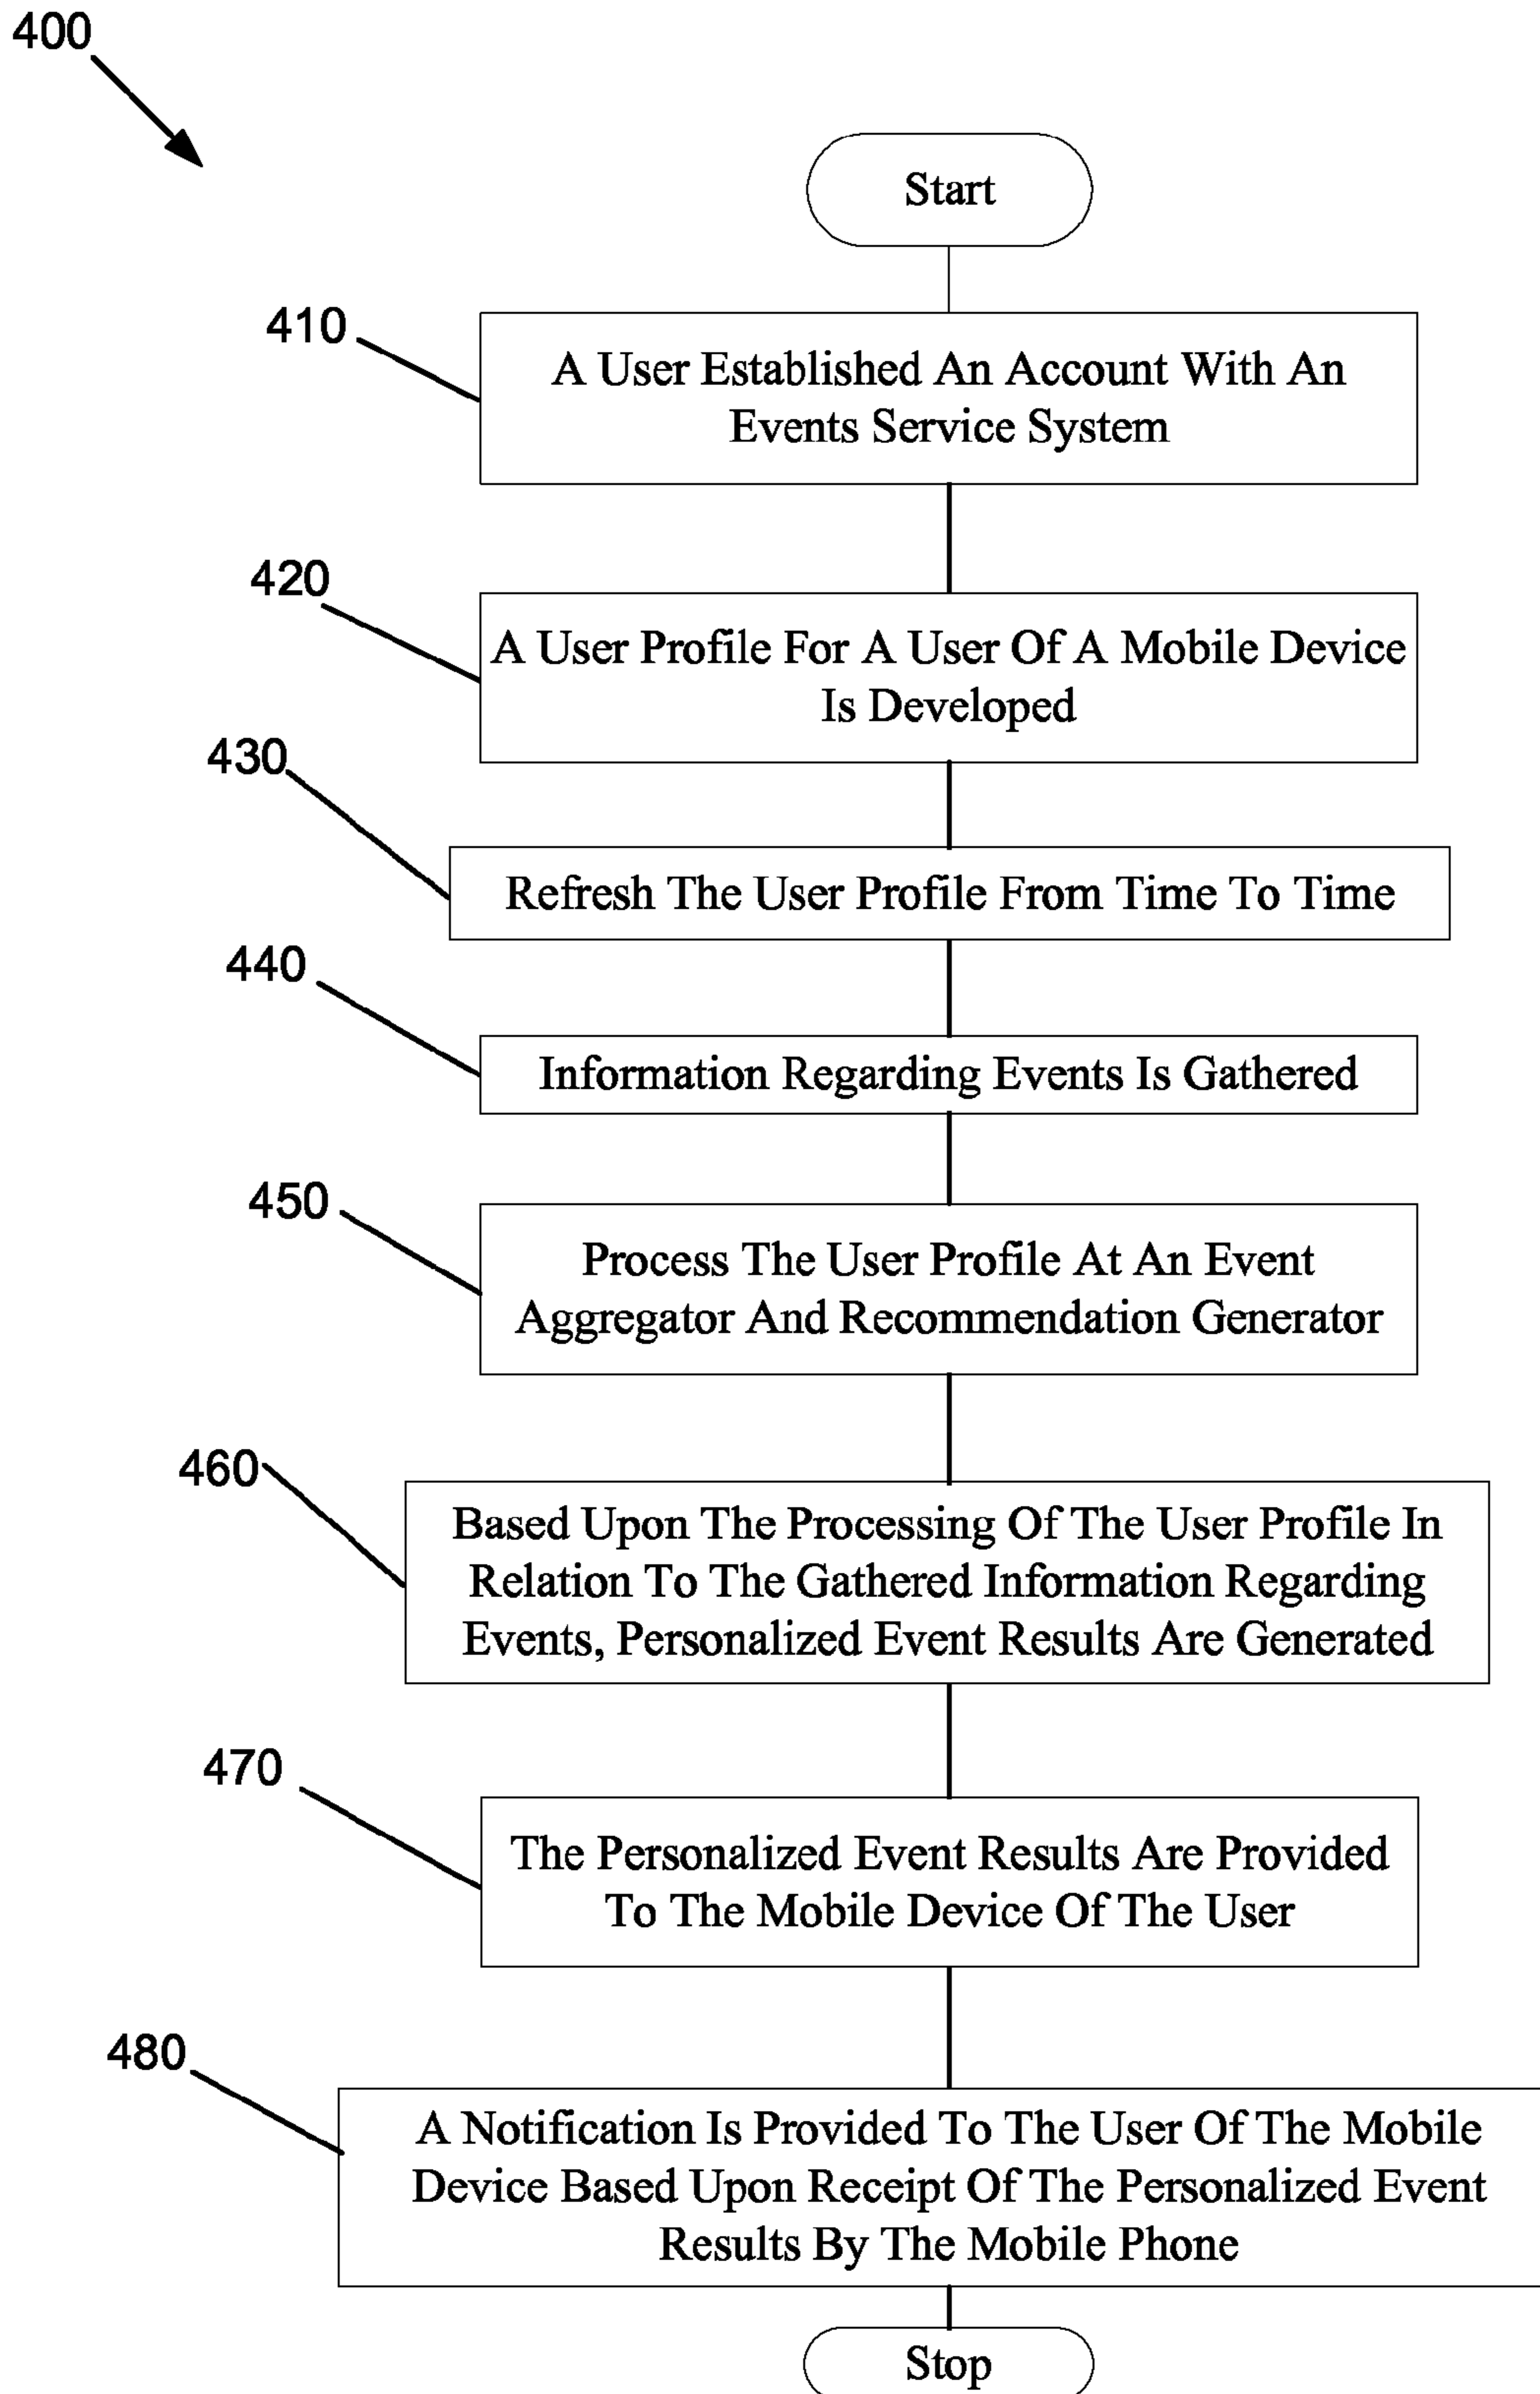 400
Start
410
A User Established An Account With An
Events Service System
420
A User Profile For A User Of A Mobile Device
Is Developed
430
Refresh The User Profile From Time To Time
440
Information Regarding Events Is Gathered
450
Process The User Profile At An Event
Aggregator And Recommendation Generator
460
Based Upon The Processing Of The User Profile In
Relation To The Gathered Information Regarding
Events, Personalized Event Results Are Generated
470
The Personalized Event Results Are Provided
To The Mobile Device Of The User
480
A Notification Is Provided To The User Of The Mobile
Device Based Upon Receipt Of The Personalized Event
Results By The Mobile Phone
Stop